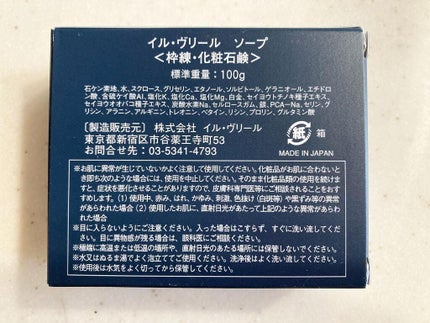 イル・ヴリール　ソープ
＜枠練・化粧石鹸＞
標準重量：100g
石ケン素地、水、スクロース、グリセリン、エタノール、ソルビトール、ゲラニウムエキス、エチドロン酸、含硫ケイ酸Al、塩化K、塩化Ca、塩化Mg、白金、セイヨウトチノキ種子エキス、
セイヨウオオバコ種子エキス、炭酸水素Na、セルロースガム、銀、PCA－Na、セリン、グリシン、アラニン、アルギニン、トレオニン、ベタイン、リシン、プロリン、グルタミン酸
[製造販売元] 株式会社 イル・ヴリール
東京都新宿区市谷薬王寺町53
お問合せ先：03-5341-4793
紙 箱
MADE IN JAPAN
※お肌に異常が生じていないかよく注意して使用してください。化粧品がお肌に合わないとき即ち次のような場合には、使用を中止してください。そのまま化粧品類の使用を続けますと、症状を悪化させることがありますので、皮膚科専門医等にご相談されることをおすすめします。(1) 使用中、赤み、はれ、かゆみ、刺激、色抜け (白斑等) や黒ずみ等の異常があらわれた場合 (2) 使用したお肌に、直射日光があたって上記のような異常があらわれた場合
※目に入らないようにご注意ください。入った場合はこすらず、すぐに洗い流してください。目に異物感が残る場合は、眼科医にご相談ください。
※極端に高温または低温の場所や、直射日光のあたる場所には保管しないでください。
※水又はぬるま湯でよく泡立ててご使用ください。洗浄後はよく洗い流してください。
※使用後は水気をよく切ってから保管してください。